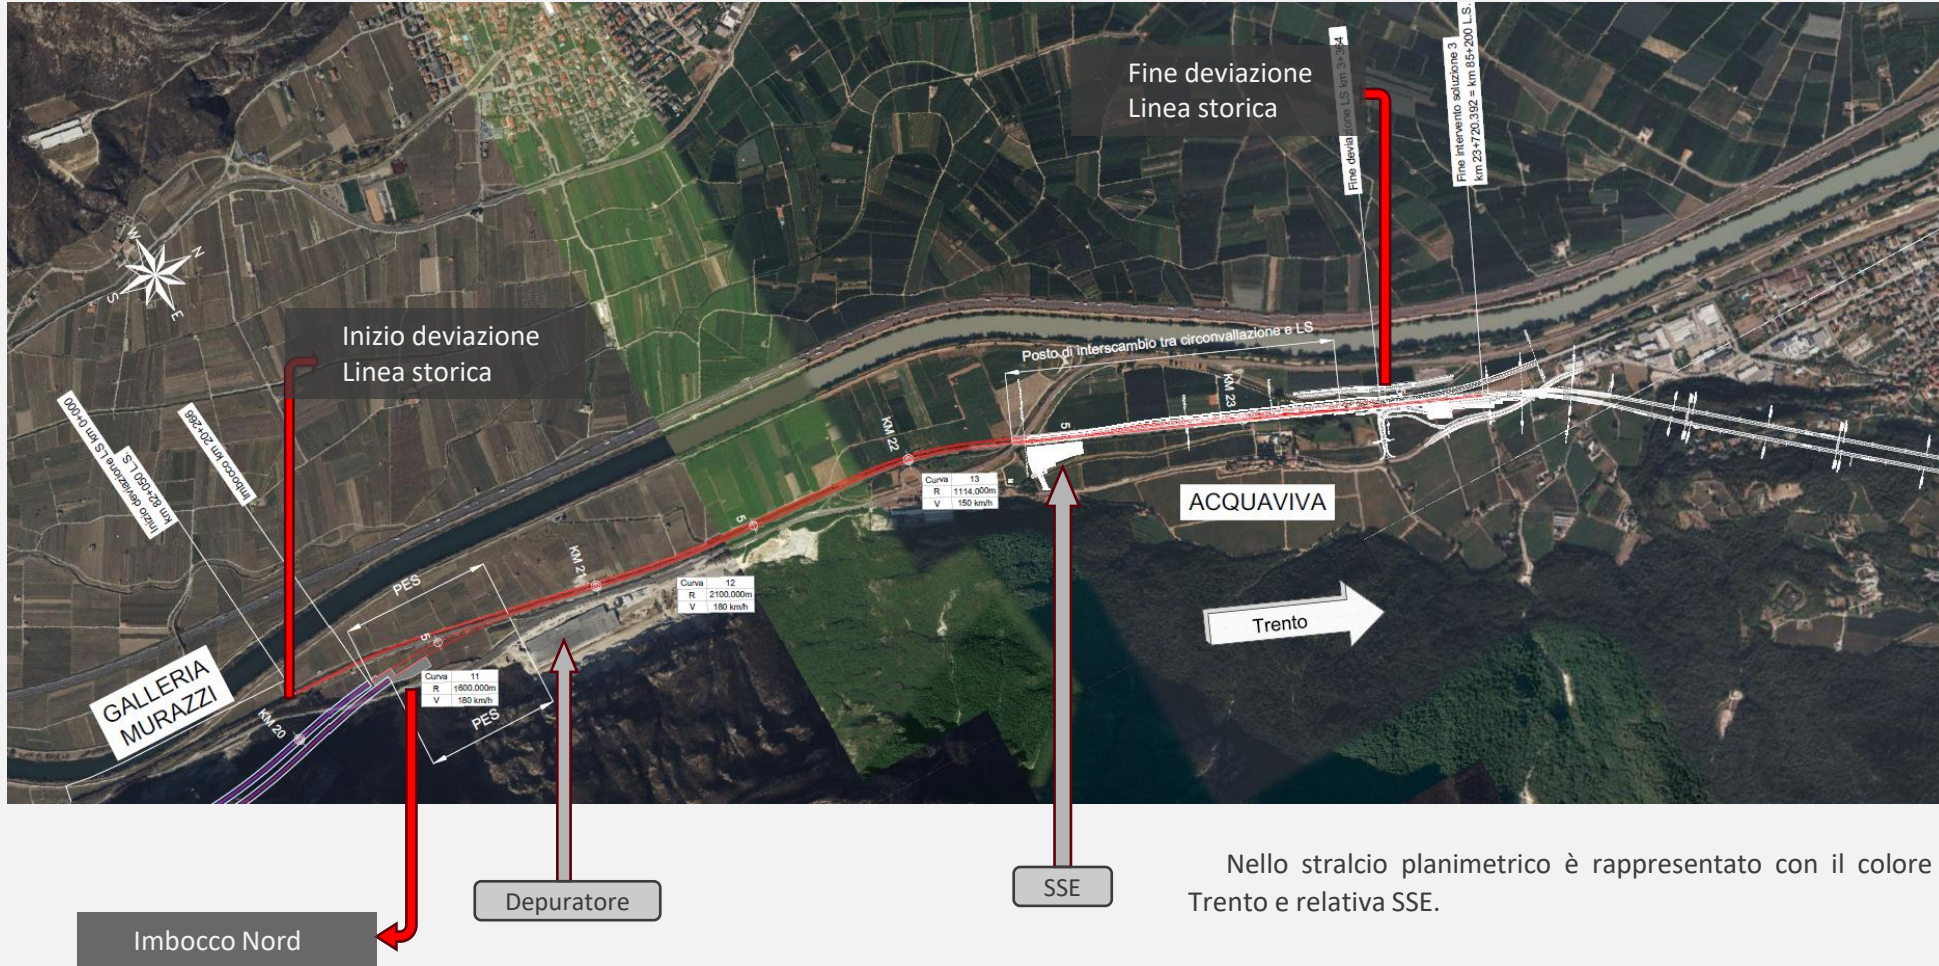 Fine deviazione
Linea storica
Fine deviazione LS km 3+364
Fine intervento soluzione 3
km 23+720.392 = km 85+200 L.S.
W
N
S
E
Inizio deviazione
Linea storica
Inizio deviazione LS km 0+000
km 82+050 L.S.
Imbocco km 20+266
Posto di interscambio tra circonvallazione e LS
KM 23
5
KM 22
Curva 13
R 1114.000m
V 150 km/h
ACQUAVIVA
5
KM 21
Curva 12
R 2100.000m
V 180 km/h
PES
5
Trento
GALLERIA
MURAZZI
Curva 11
R 1600.000m
V 180 km/h
KM 20
PES
SSE
Depuratore
Imbocco Nord
Nello stralcio planimetrico è rappresentato con il colore
Trento e relativa SSE.